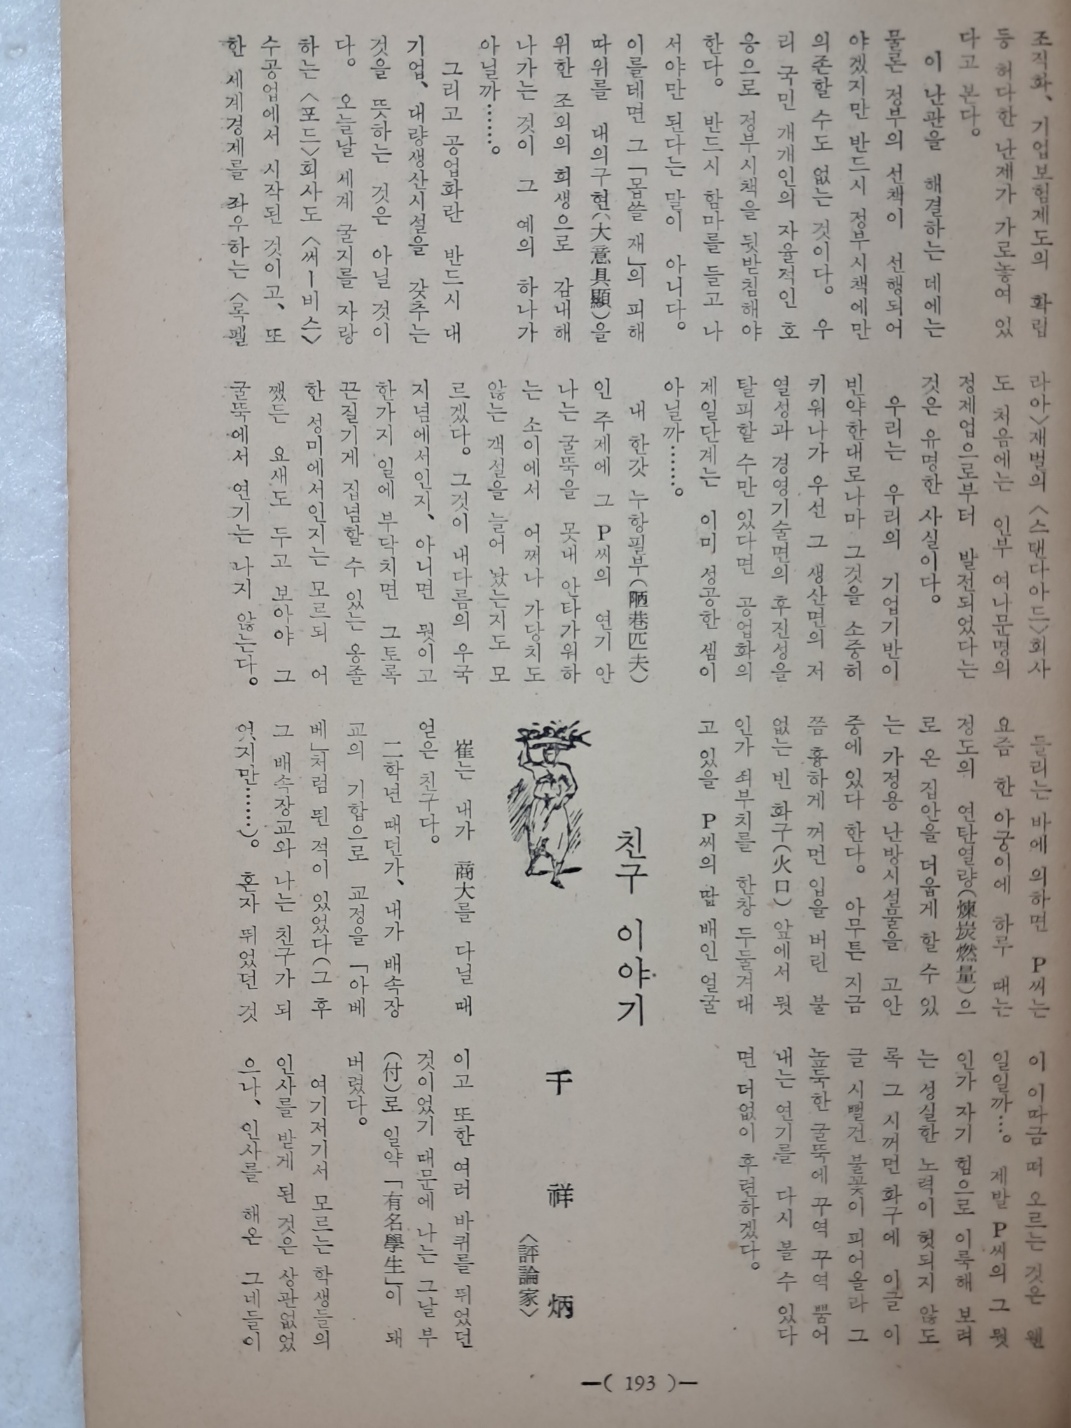 조직화, 기업보험제도의 확립
등 허다한 난제가 가로놓여 있
다고 본다。
이 난관을 해결하는 데에는
물론 정부의 선책이 선행되어
야겠지만 반드시 정부시책에만
의존할 수도 없는 것이다。 우
리 국민 개개인의 자율적인 호
응으로 정부시책을 뒷받침해야
한다。 반드시 함마를 들고 나
서야만 된다는 말이 아니다。
이를테면 그 「몹쓸 재」의 피해
따위를 대의구현(大意具顯)을
위한 조외의 희생으로 감내해
나가는 것이 그 예의 하나가
아닐까……。
그리고 공업화란 반드시 대
기업、대량생산시설을 갖추는
것을 뜻하는 것은 아닐 것이
다。 오늘날 세계 굴지를 자랑
하는 〈포드〉회사도 〈써ー비스〉
수공업에서 시작된 것이고、또
한 세계경제를 좌우하는 〈록펠
라아〉재벌의 〈스탠다아드〉회사
도 처음에는 인부 여나문명의
정제업으로부터 발전되었다는
것은 유명한 사실이다。
우리는 우리의 기업기반이
빈약한대로나마 그것을 소중히
키워나가 우선 그 생산면의 저
열성과 경영기술면의 후진성을
탈피할 수만 있다면 공업화의
제일단계는 이미 성공한 셈이
아닐까……。
내 한갓 누항필부(陋巷匹夫)
인 주제에 그 P씨의 연기 안
나는 굴뚝을 못내 안타가워하
는 소이에서 어쩌나 가당치도
않는 객설을 늘어 놨는지도 모
르겠다。그것이 내다름의 우국
지념에서인지、아니면 뭣이고
한가지 일에 부닥치면 그토록
끈질기게 집념할 수 있는 옹졸
한 성미에서인지는 모르되 어
쨌든 요새도 두고 보아야 그
굴뚝에서 연기는 나지 않는다。
들리는 바에 의하면 P씨는
요즘 한 아궁이에 하루 때는
정도의 연탄열량(煉炭燃量)으
로 온 집안을 더웁게 할 수 있
는 가정용 난방시설물을 고안
중에 있다 한다。 아무튼 지금
쯤 흉하게 꺼먼 입을 버린 불
없는 빈 화구(火口) 앞에서 뭣
인가 죄부치를 한창 두둘겨대
고 있을 P씨의 땀 배인 얼굴
이 이따금 떠 오르는 것은 웬
일일까…。 제발 P씨의 그 뭣
인가 자기 힘으로 이룩해 보려
는 성실한 노력이 헛되지 않도
록 그 시꺼먼 화구에 이글 이
글 시뻘건 불꽃이 피어올라 그
높뚝한 굴뚝에 꾸역 꾸역 뿜어
내는 연기를 다시 볼 수 있다
면 더없이 후련하겠다。
친구 이야기
千祥炳
〈評論家〉
崔는 내가 商大를 다닐 때
얻은 친구다。
二학년 때던가、내가 배속장
교의 기합으로 교정을 「아베
베」처럼 뛴 적이 있었다(그 후
그 배속장교와 나는 친구가 되
엇지만……)。 혼자 뛰었던 것
이고 또한 여러 바퀴를 뛰었던
것이었기 때문에 나는 그날 부
(付)로 일약 「有名學生」이 돼
버렸다。
여기저기서 모르는 학생들의
인사를 받게 된 것은 상관없었
으나、인사를 해온 그네들이
—( 193 )—